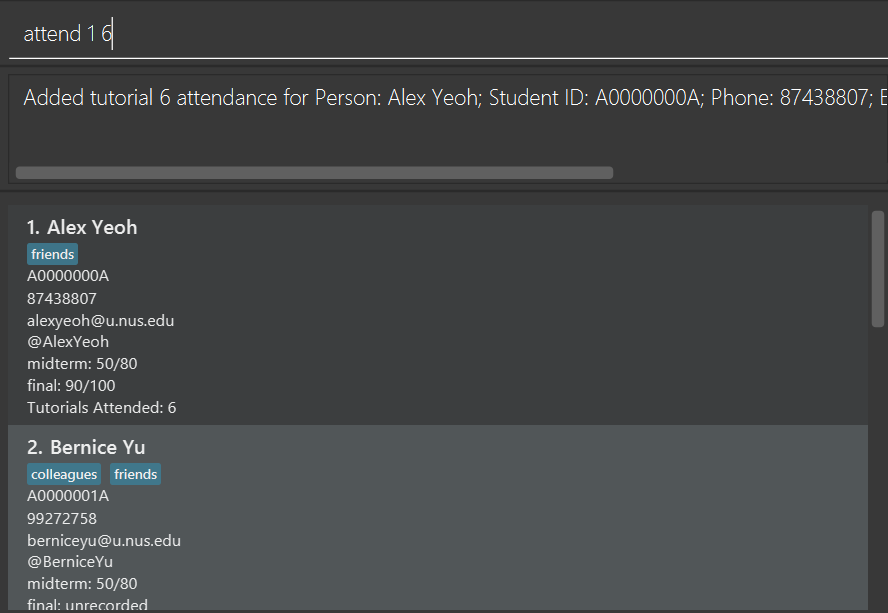 attend 1 6
Added tutorial 6 attendance for Person: Alex Yeoh; Student ID: A0000000A; Phone: 87438807; E
1. Alex Yeoh
friends
A0000000A
87438807
alexyeoh@u.nus.edu
@AlexYeoh
midterm: 50/80
final: 90/100
Tutorials Attended: 6
2. Bernice Yu
colleagues friends
A0000001A
99272758
berniceyu@u.nus.edu
@BerniceYu
midterm: 50/80
final: unrecorded